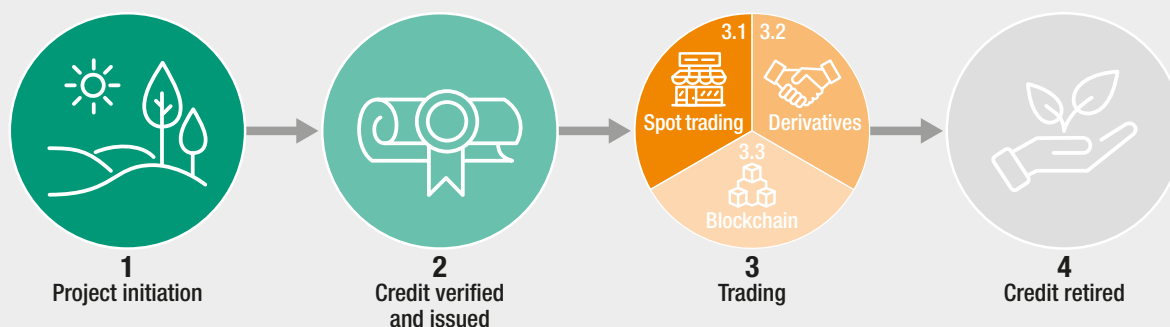 3.1
3.2
Spot trading
Derivatives
3.3
Blockchain
1
Project initiation
2
Credit verified
and issued
3
Trading
4
Credit retired